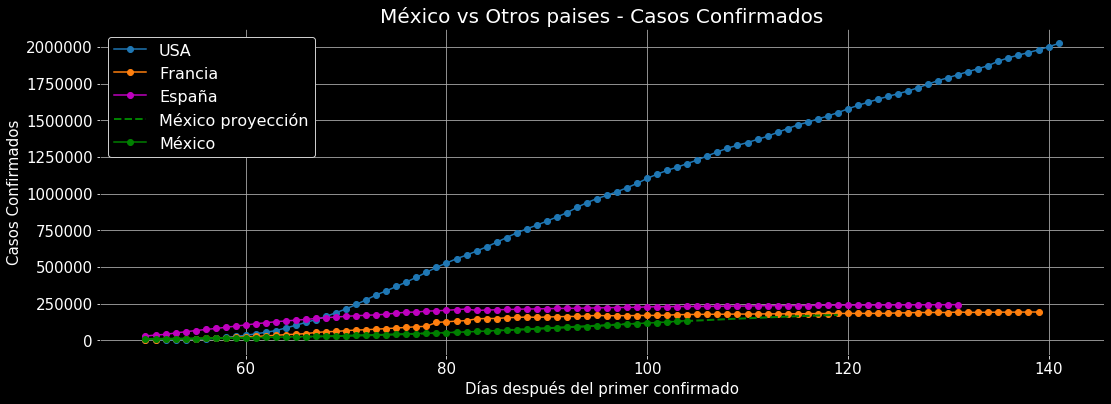 México vs Otros paises - Casos Confirmados
USA
Francia
España
México proyección
México
Casos Confirmados
2000000
1750000
1500000
1250000
1000000
750000
500000
250000
0
60
80
100
120
140
Días después del primer confirmado